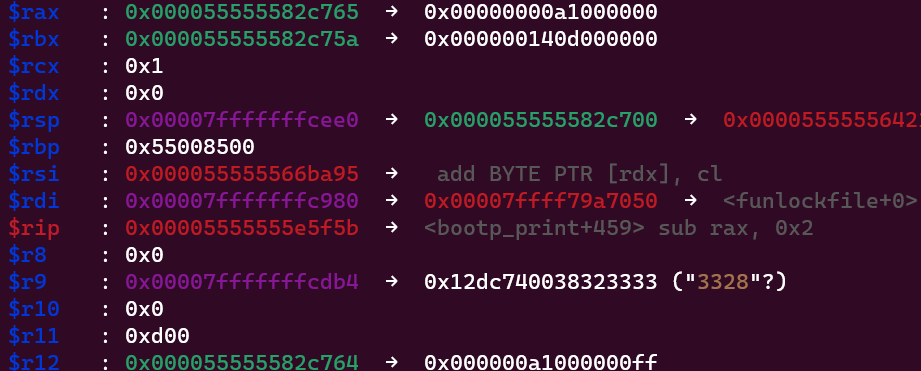 $rax   : 0x000055555582c765  →  0x00000000a1000000
$rbx   : 0x000055555582c75a  →  0x000000140d000000
$rcx   : 0x1
$rdx   : 0x0
$rsp   : 0x00007fffffffcee0  →  0x000055555582c700  →  0x0000555555642
$rbp   : 0x55008500
$rsi   : 0x000055555566ba95  →   add BYTE PTR [rdx], cl
$rdi   : 0x00007fffffffc980  →  0x00007ffff79a7050  →  <funlockfile+0>
$rip   : 0x00005555555e5f5b  →  <bootp_print+459> sub rax, 0x2
$r8    : 0x0
$r9    : 0x00007fffffffcdb4  →  0x12dc740038323333 ("3328"?)
$r10   : 0x0
$r11   : 0xd00
$r12   : 0x000055555582c764  →  0x000000a1000000ff